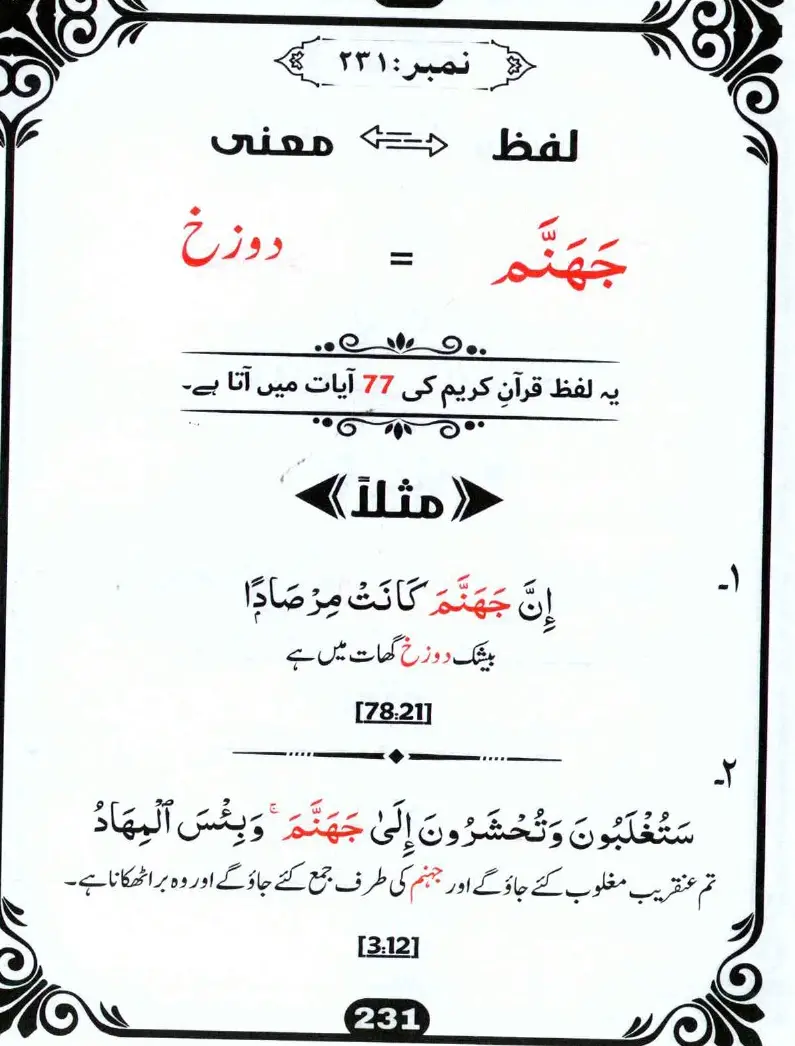 نمبر: ۲۳۱
لفظ ⇐⇒ معنی
جَهَنَّم = دوزخ
یہ لفظ قرآنِ کریم کی 77 آیات میں آتا ہے۔
مثلاً
۱۔
إِنَّ جَهَنَّمَ كَانَتْ مِرْصَادًا
بیشک دوزخ گھات میں ہے
[78:21]
۲۔
سَتُغْلَبُونَ وَتُحْشَرُونَ إِلَىٰ جَهَنَّمَ ۚ وَبِئْسَ ٱلْمِهَادُ
تم عنقریب مغلوب کئے جاؤ گے اور جہنم کی طرف جمع کئے جاؤ گے اور وہ برا ٹھکانا ہے۔
[3:12]
231